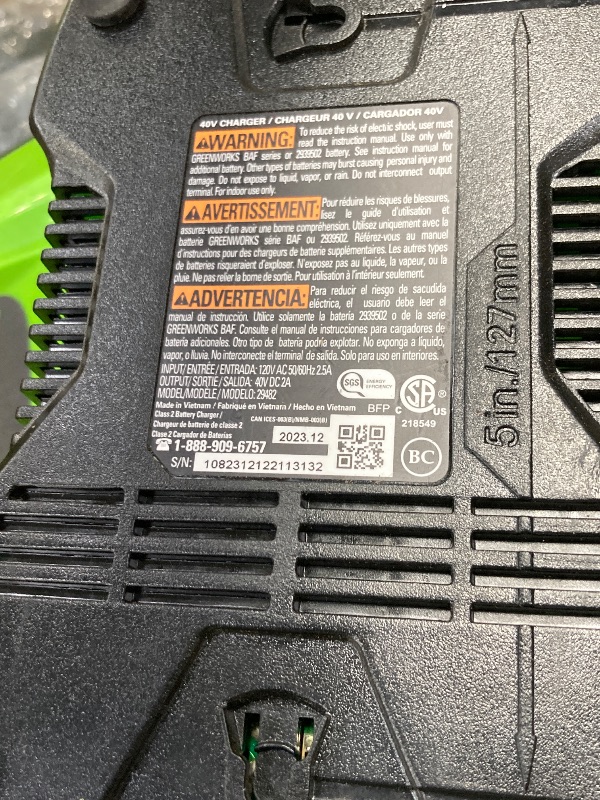 40V CHARGER / CHARGEUR 40 V / CARGADOR 40V
⚠WARNING: To reduce the risk of electric shock, user must
read the instruction manual. Use only with
GREENWORKS BAF series or 2939502 battery. See instruction manual for
additional battery. Other types of batteries may burst causing personal injury and
damage. Do not expose to liquid, vapor, or rain. Do not interconnect output
terminal. For indoor use only.
⚠AVERTISSEMENT: Pour réduire les risques de blessures,
lisez le guide d'utilisation et
assurez-vous d'en avoir une bonne compréhension. Utilisez uniquement avec la
batterie GREENWORKS série BAF ou 2939502. Référez-vous au manuel
d'instructions pour des chargeurs de batterie supplémentaires. Les autres types
de batteries risqueraient d'exploser. N'exposez pas au liquide, la vapeur, ou la
pluie. Ne pas relier la borne de sortie. Pour utilisation à l'intérieur seulement.
⚠ADVERTENCIA: Para reducir el riesgo de sacudida
eléctrica, el usuario debe leer el
manual de instrucción. Utilice solamente la batería 2939502 o de la serie
GREENWORKS BAF. Consulte el manual de instrucciones para cargadores de
batería adicionales. Otro tipo de batería podría explotar. No exponga a líquido,
vapor, o lluvia. No interconecte el terminal de salida. Solo para uso en interiores.
INPUT/ ENTRÉE/ ENTRADA: 120V AC 50/60Hz 2.5A
OUTPUT/ SORTIE/ SALIDA: 40V DC 2A
MODEL/ MODÈLE/ MODELO: 29482
SGS ENERGY EFFICIENCY
SA ®
C US
218549
Made in Vietnam / Fabriqué en Vietnam / Hecho en Vietnam BFP
Class 2 Battery Charger /
CAN ICES-003(B)/NMB-003(B)
Chargeur de batterie de classe 2
Clase 2 Cargador de Baterías
2023.12
☎1-888-909-6757
S/N: 1082312122113132
BC
5in./127mm